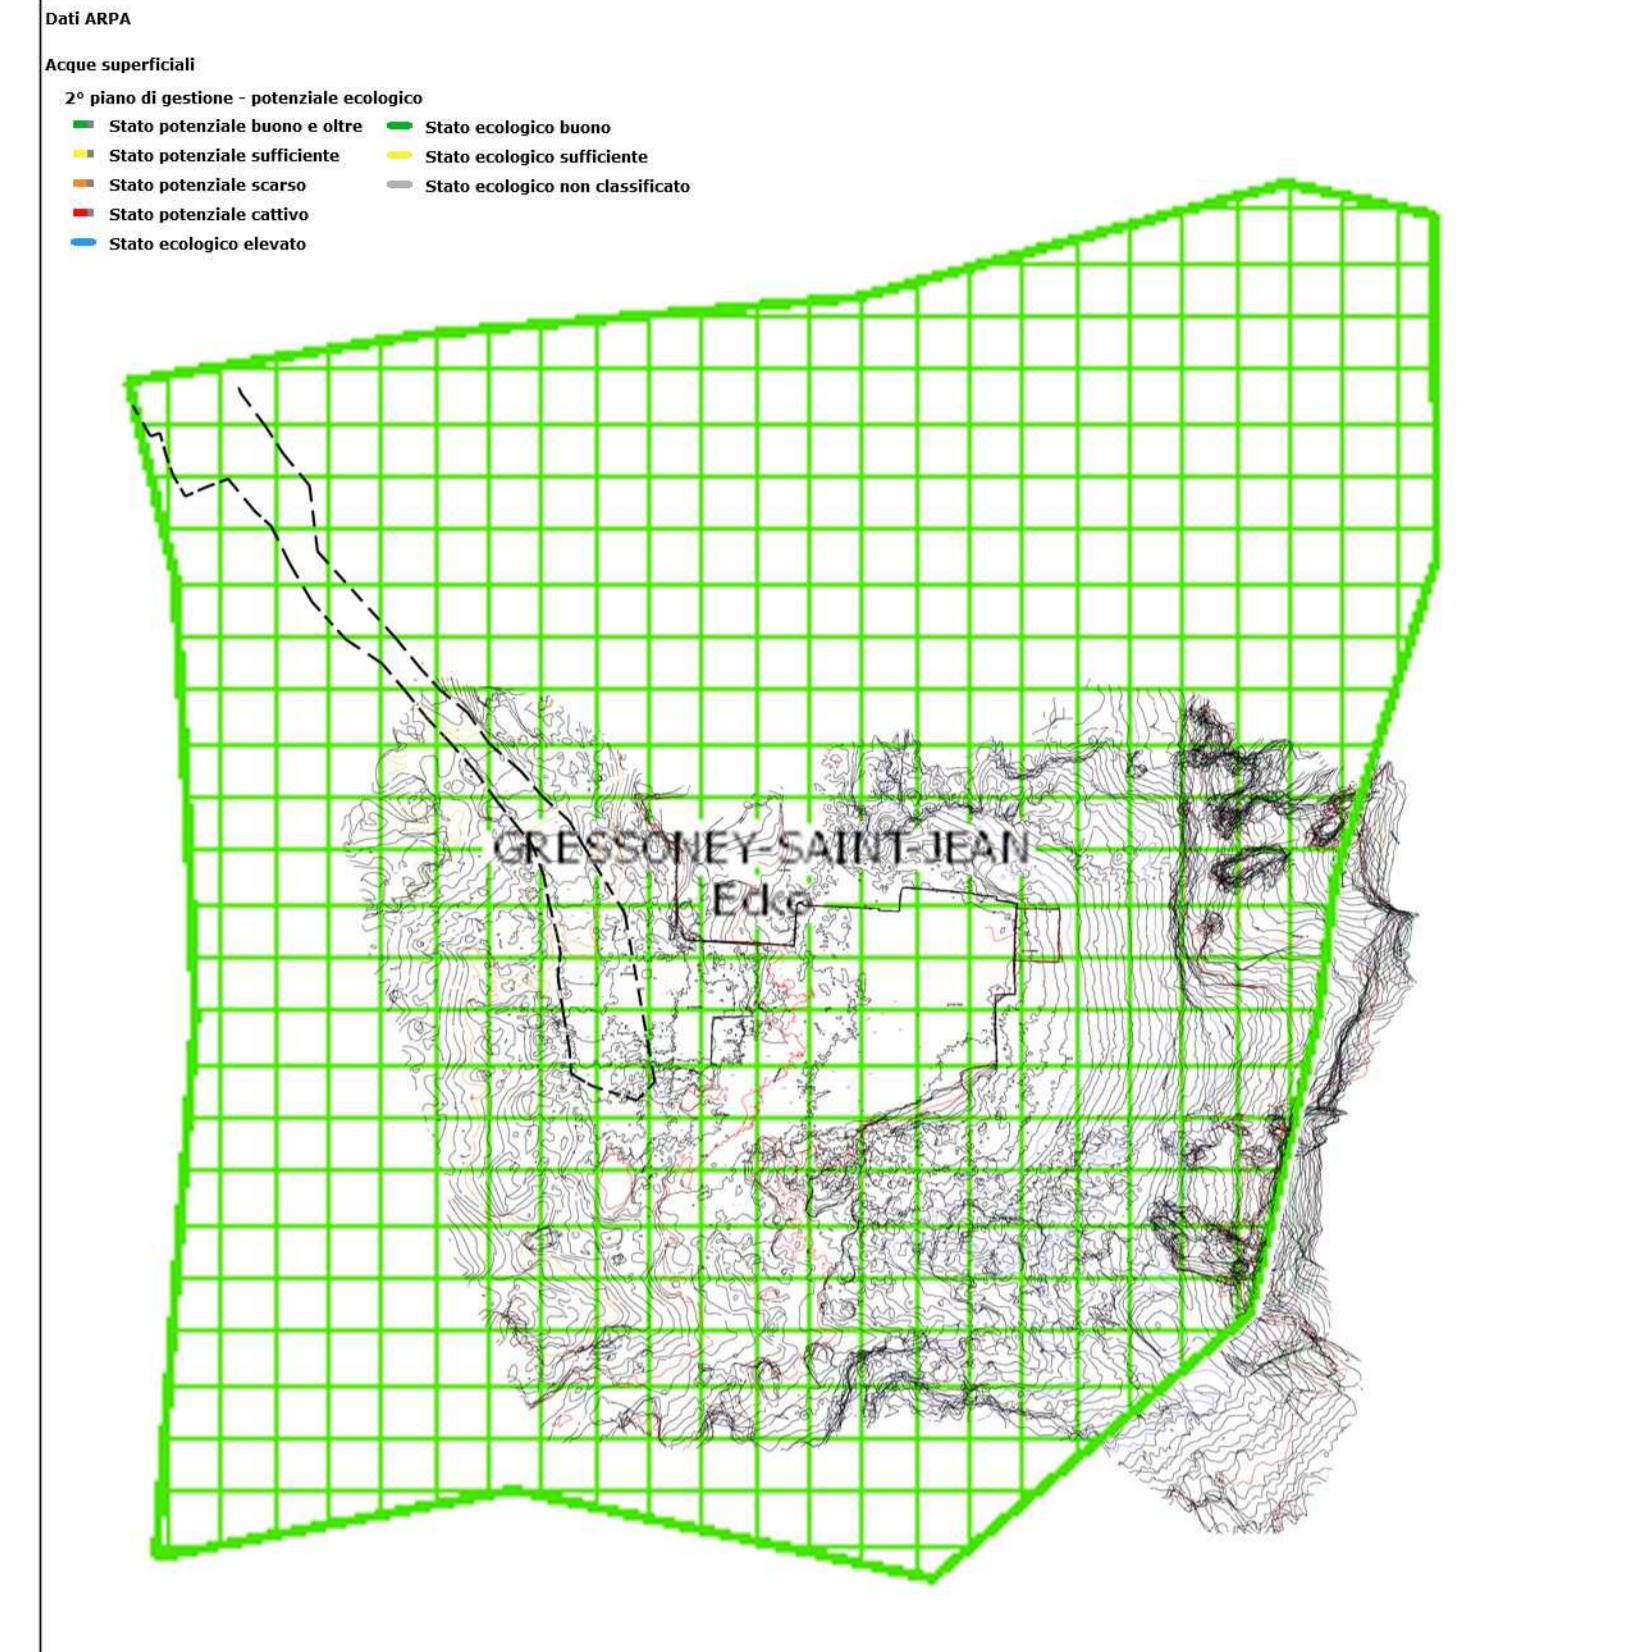 Dati ARPA
Acque superficiali
2° piano di gestione - potenziale ecologico
Stato potenziale buono e oltre
Stato potenziale sufficiente
Stato potenziale scarso
Stato potenziale cattivo
Stato ecologico elevato
Stato ecologico buono
Stato ecologico sufficiente
Stato ecologico non classificato
GRESSONEY-SAINT-JEAN
Ecko